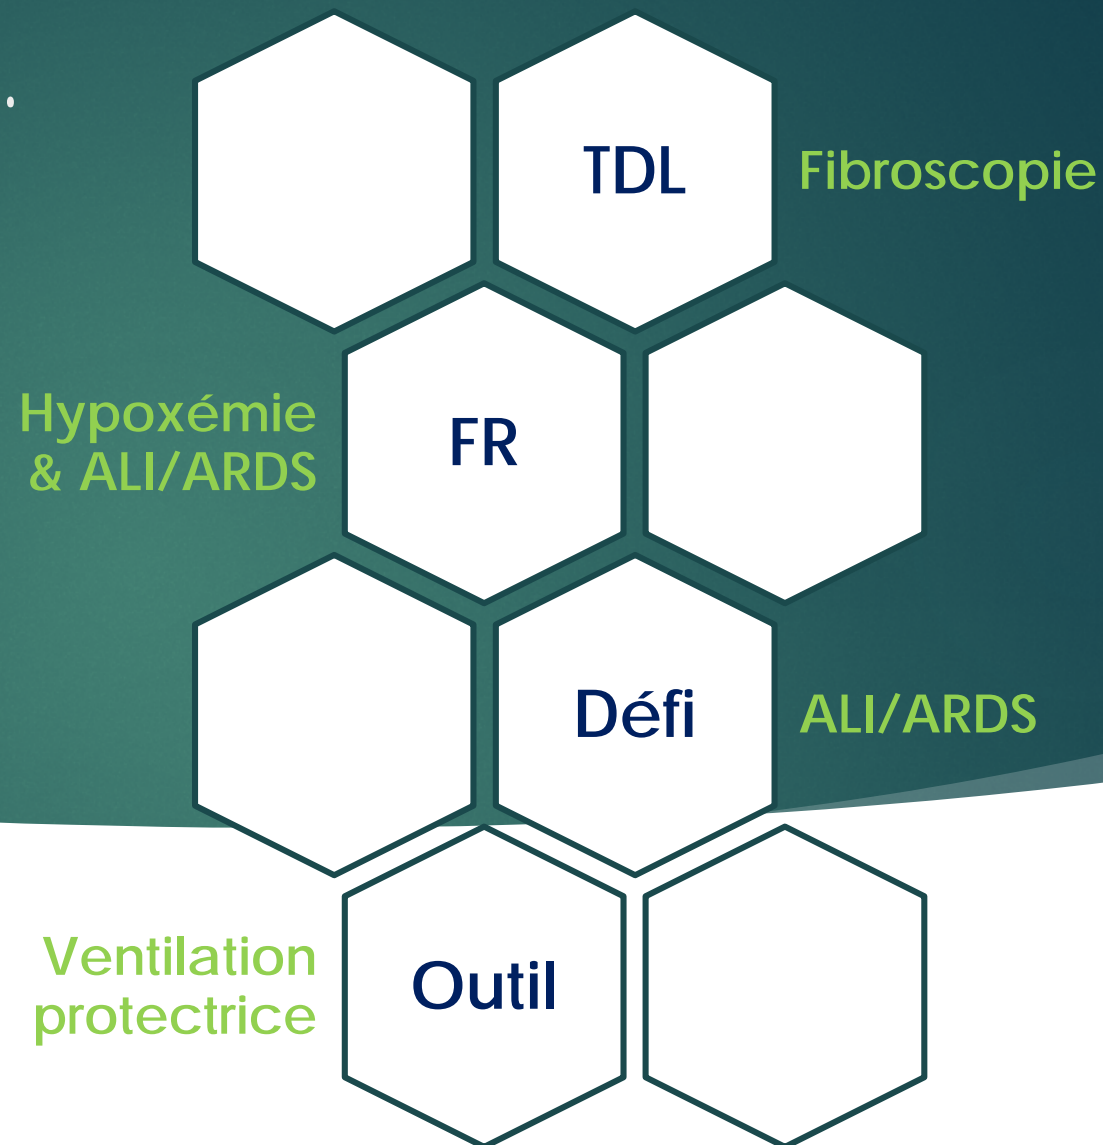 TDL
Fibroscopie
Hypoxémie
& ALI/ARDS
FR
Défi
ALI/ARDS
Ventilation
protectrice
Outil